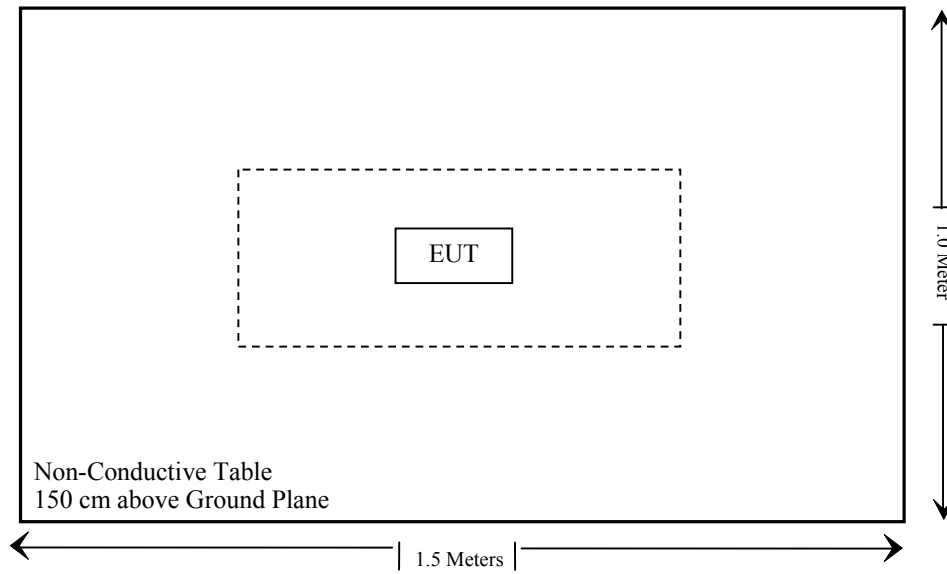 EUT
1.0 Meter
Non-Conductive Table
150 cm above Ground Plane
1.5 Meters